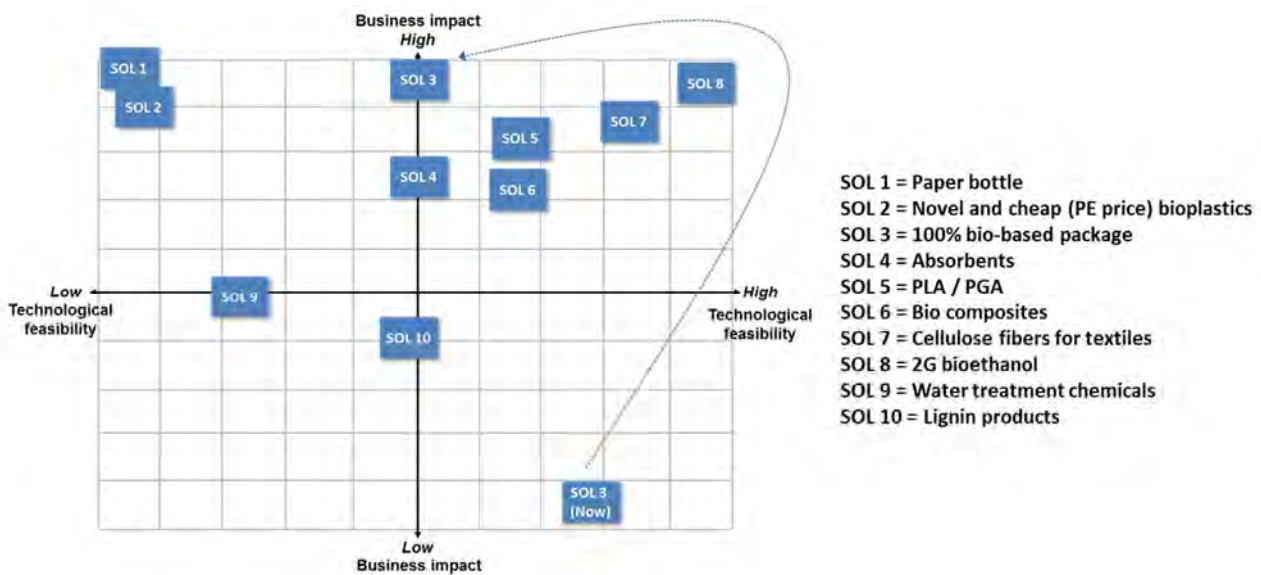 Business impact
High
SOL 1
SOL 2
SOL 3
SOL 8
SOL 7
SOL 5
SOL 4
SOL 6
SOL 9
SOL 10
Low
Technological
feasibility
High
Technological
feasibility
SOL 3
(Now)
Low
Business impact
SOL 1 = Paper bottle
SOL 2 = Novel and cheap (PE price) bioplastics
SOL 3 = 100% bio-based package
SOL 4 = Absorbents
SOL 5 = PLA / PGA
SOL 6 = Bio composites
SOL 7 = Cellulose fibers for textiles
SOL 8 = 2G bioethanol
SOL 9 = Water treatment chemicals
SOL 10 = Lignin products